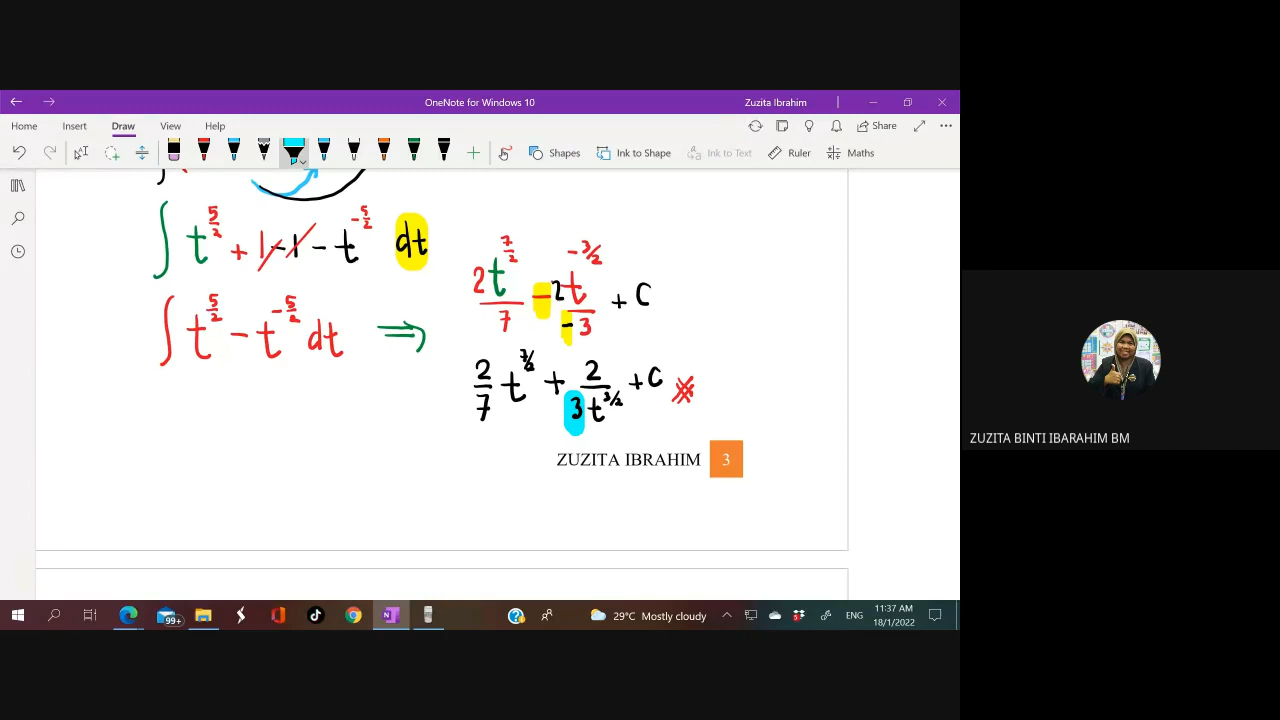 OneNote for Windows 10
Zuzita Ibrahim
Home Insert Draw View Help
Share
Shapes Ink to Shape Ink to Text Ruler Maths
∫ t^{5/2} + 1 - 1 - t^{-5/2} dt
∫ t^{5/2} - t^{-5/2} dt ⇒
2t^{7/2}/7 - 2t^{-3/2}/-3 + C
2/7 t^{7/2} + 2/3t^{3/2} + C
ZUZITA IBRAHIM 3
ZUZITA BINTI IBARAHIM BM
99+
29°C Mostly cloudy
ENG
11:37 AM
18/1/2022